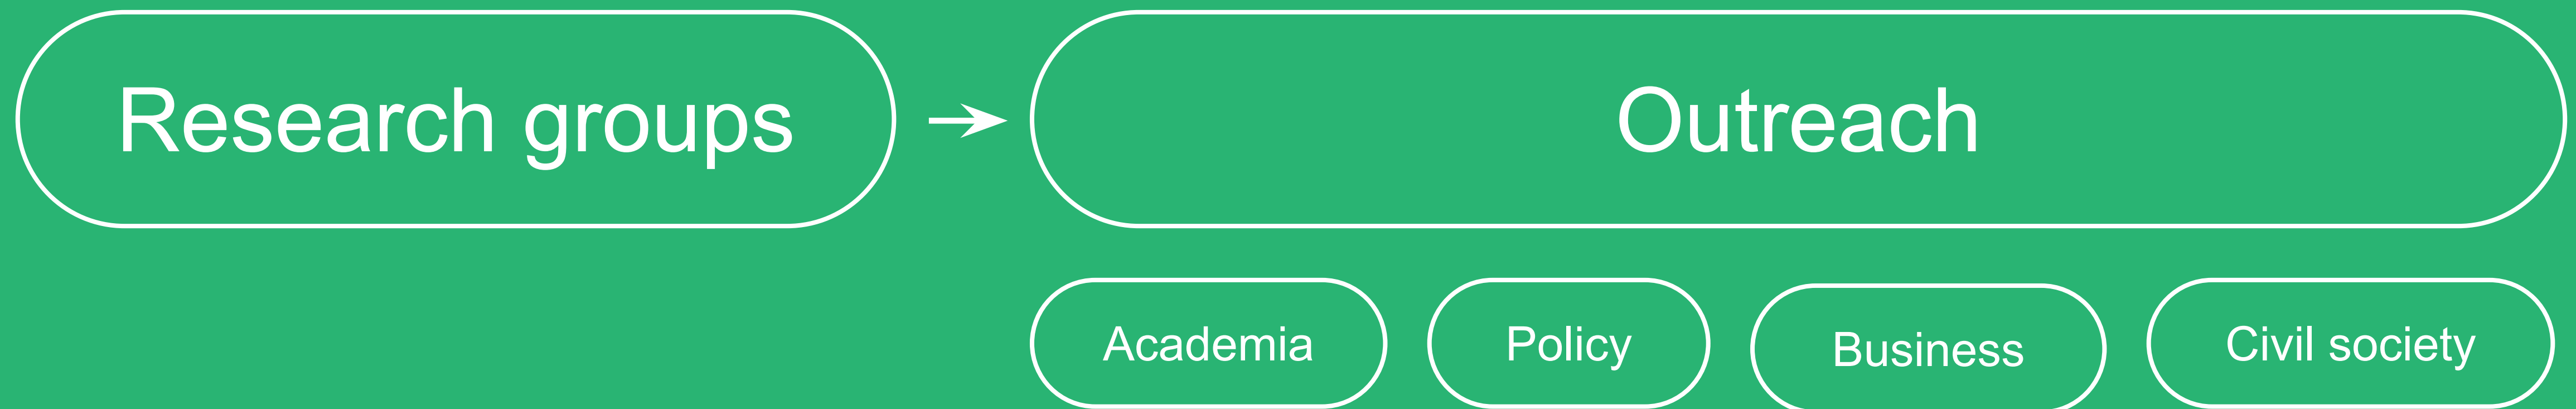 Research groups
Outreach
Academia
Policy
Business
Civil society